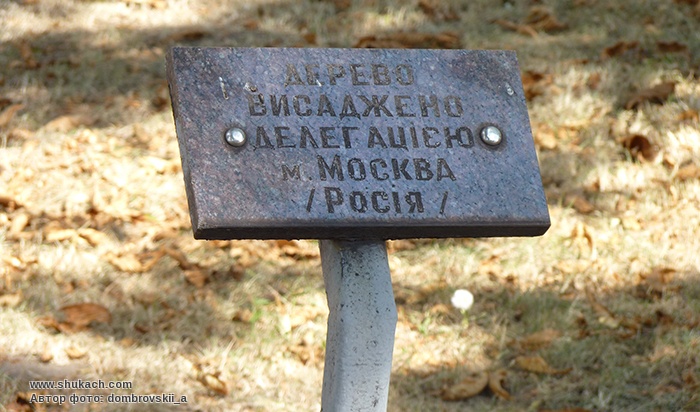 ДЕРЕВО
ВИСАДЖЕНО
ДЕЛЕГАЦІЄЮ
м. МОСКВА
/ РОСІЯ /
www.shukach.com
Автор фото: dombrovskii_a